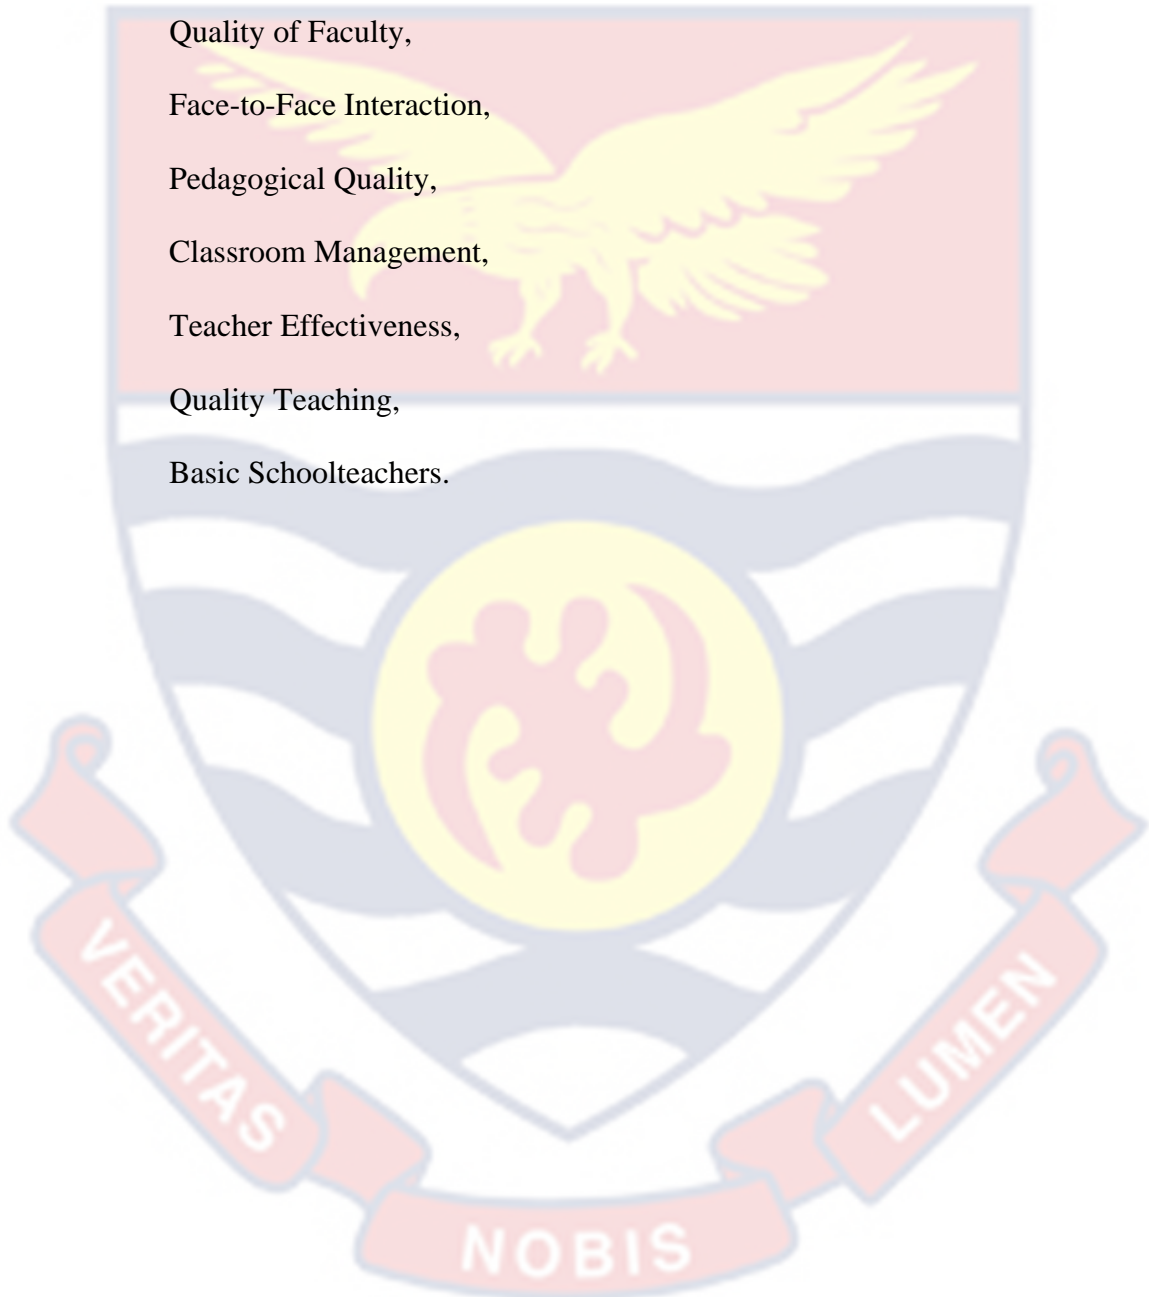 Quality of Faculty,
Face-to-Face Interaction,
Pedagogical Quality,
Classroom Management,
Teacher Effectiveness,
Quality Teaching,
Basic Schoolteachers.
VERITAS
NOBIS
LUMEN